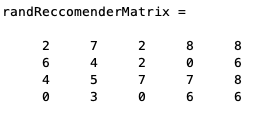 randReccomenderMatrix =
2 7 2 8 8
6 4 2 0 6
4 5 7 7 8
0 3 0 6 6